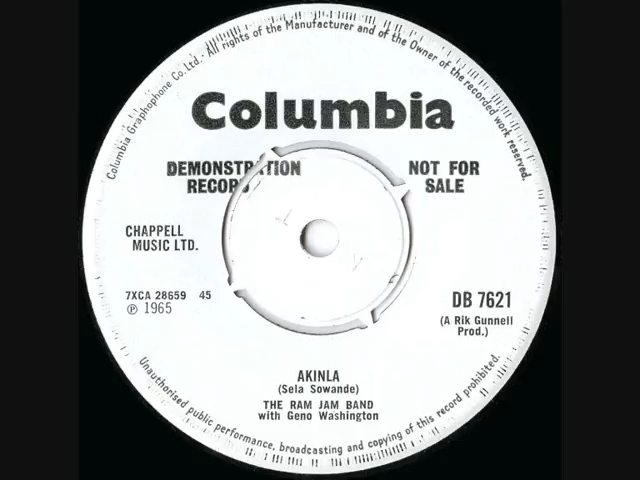 Columbia Graphophone Co. Ltd. All rights of the Manufacturer and of the Owner of the recorded work reserved.
Columbia
DEMONSTRATION
RECORD
NOT FOR
SALE
CHAPPELL
MUSIC LTD.
7XCA 28659 45
Ⓟ 1965
DB 7621
(A Rik Gunnell
Prod.)
AKINLA
(Sela Sowande)
THE RAM JAM BAND
with Geno Washington
Unauthorised public performance, broadcasting and copying of this record prohibited.